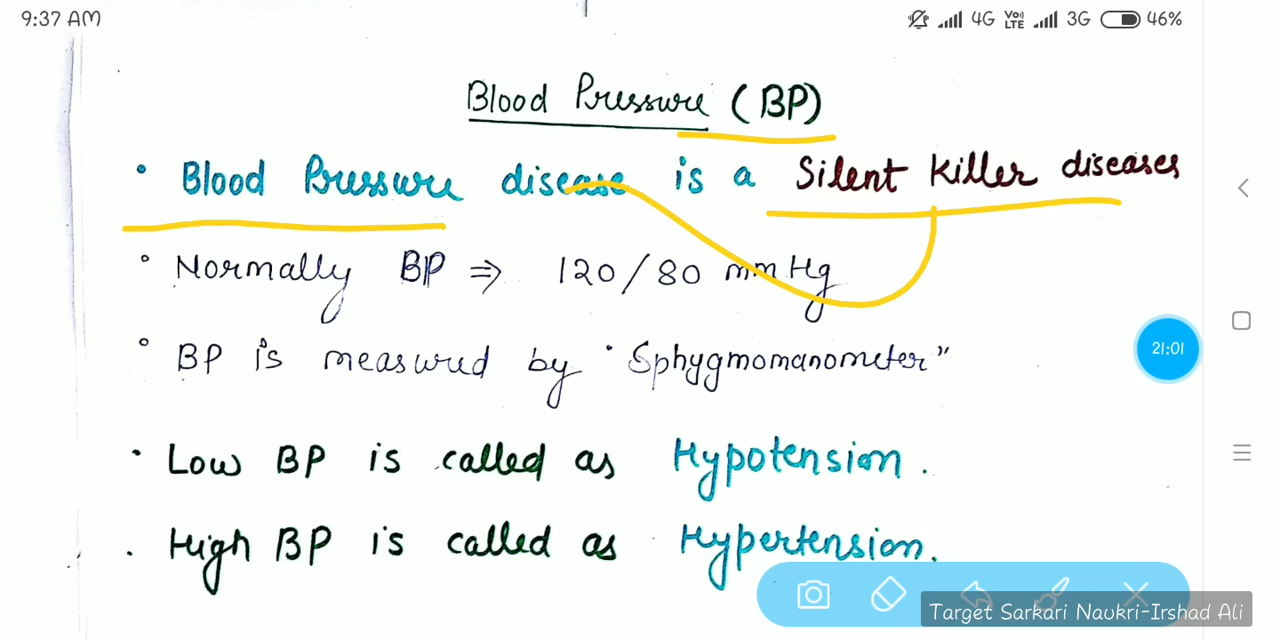 9:37 AM 4G VoLTE 3G 46%
Blood Pressure (BP)
• Blood Pressure disease is a Silent Killer diseases
• Normally BP ⇒ 120/80 mmHg
• BP is measured by "Sphygmomanometer"
21:01
• Low BP is called as Hypotension.
• High BP is called as Hypertension.
Target Sarkari Naukri-Irshad Ali